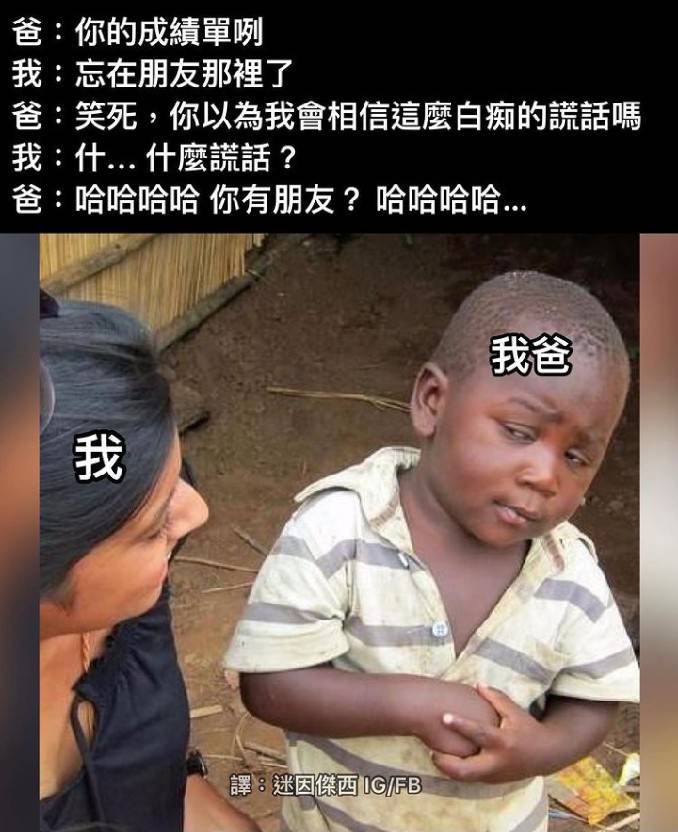 爸：你的成績單咧
我：忘在朋友那裡了
爸：笑死，你以為我會相信這麼白痴的謊話嗎
我：什... 什麼謊話？
爸：哈哈哈哈 你有朋友？ 哈哈哈哈...
我爸
我
譯：迷因傑西 IG/FB